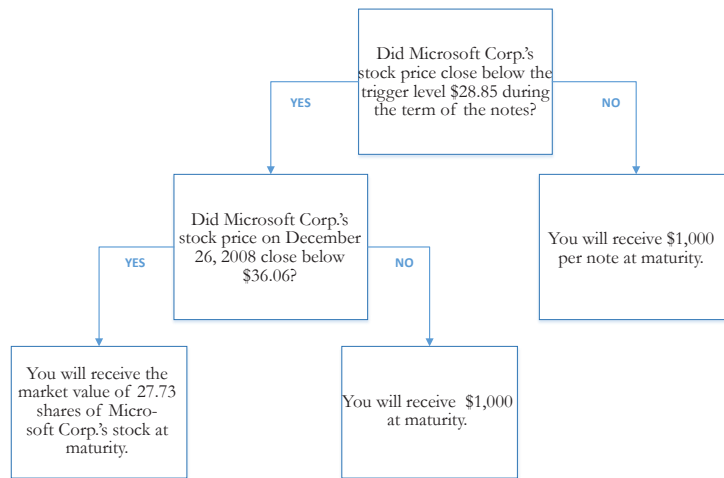 Did Microsoft Corp.'s
stock price close below the
trigger level $28.85 during
the term of the notes?
YES
NO
Did Microsoft Corp.'s
stock price on December
26, 2008 close below
$36.06?
You will receive $1,000
per note at maturity.
YES
NO
You will receive the
market value of 27.73
shares of Micro-
soft Corp.'s stock at
maturity.
You will receive $1,000
at maturity.